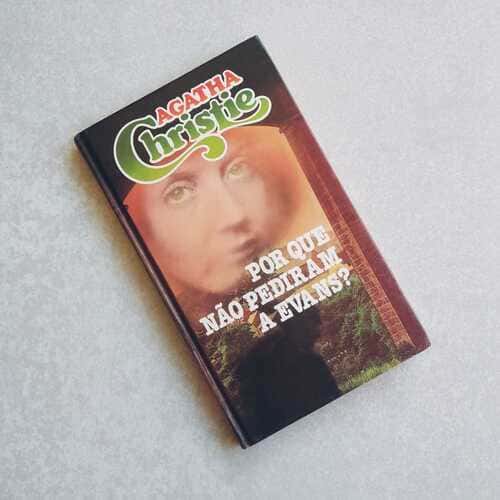 AGATHA
Christie
POR QUE
NÃO PEDIRAM
A EVANS?